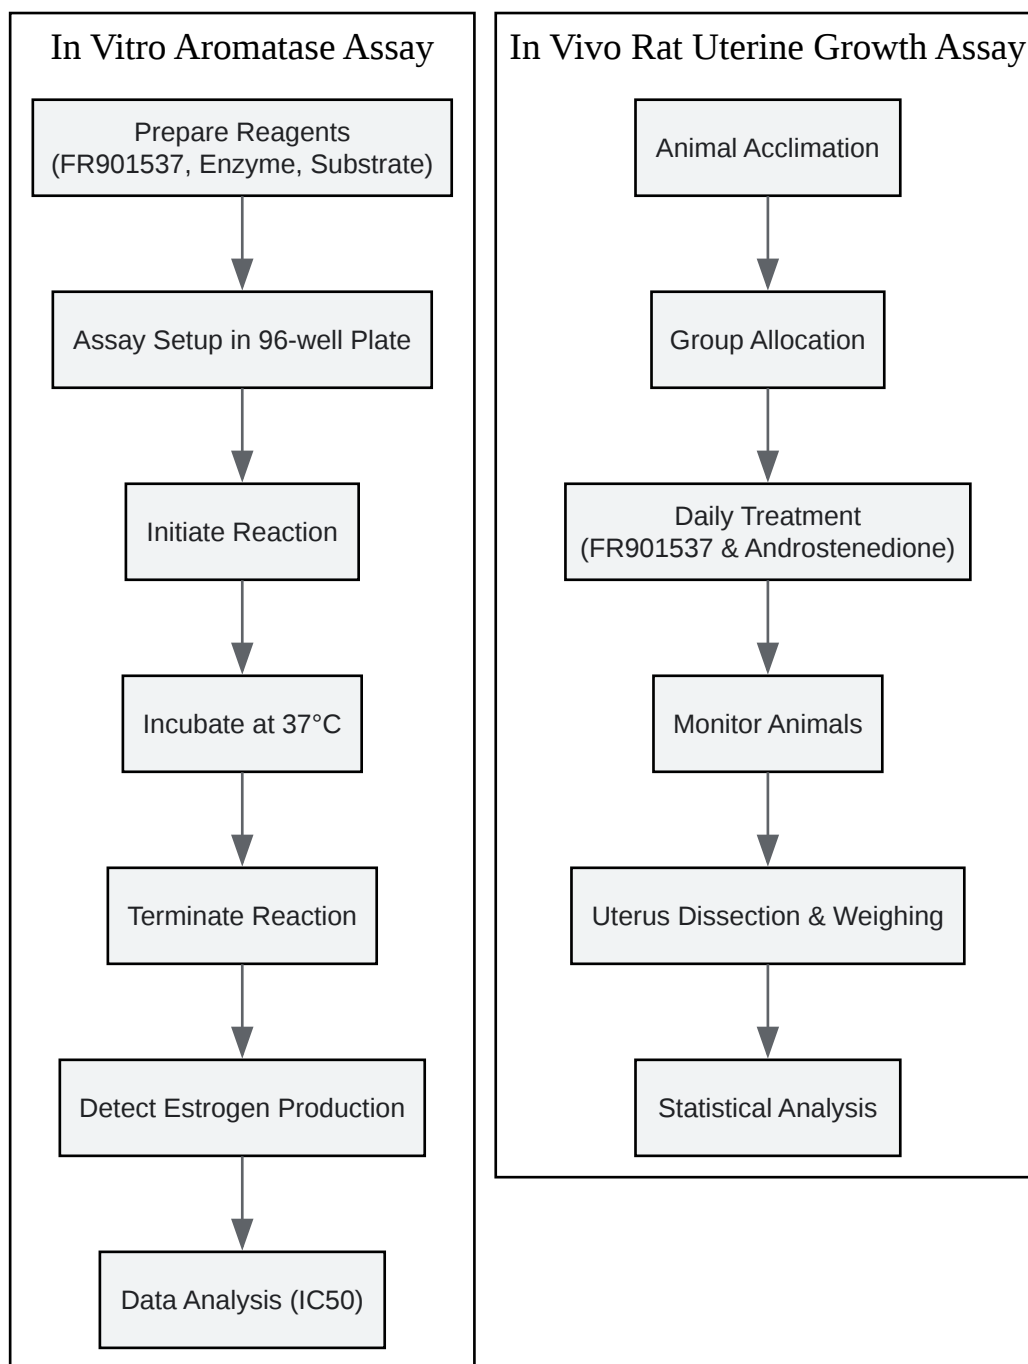 In Vitro Aromatase Assay
Prepare Reagents
(FR901537, Enzyme, Substrate)
Assay Setup in 96-well Plate
Initiate Reaction
Incubate at 37°C
Terminate Reaction
Detect Estrogen Production
Data Analysis (IC50)
In Vivo Rat Uterine Growth Assay
Animal Acclimation
Group Allocation
Daily Treatment
(FR901537 & Androstenedione)
Monitor Animals
Uterus Dissection & Weighing
Statistical Analysis